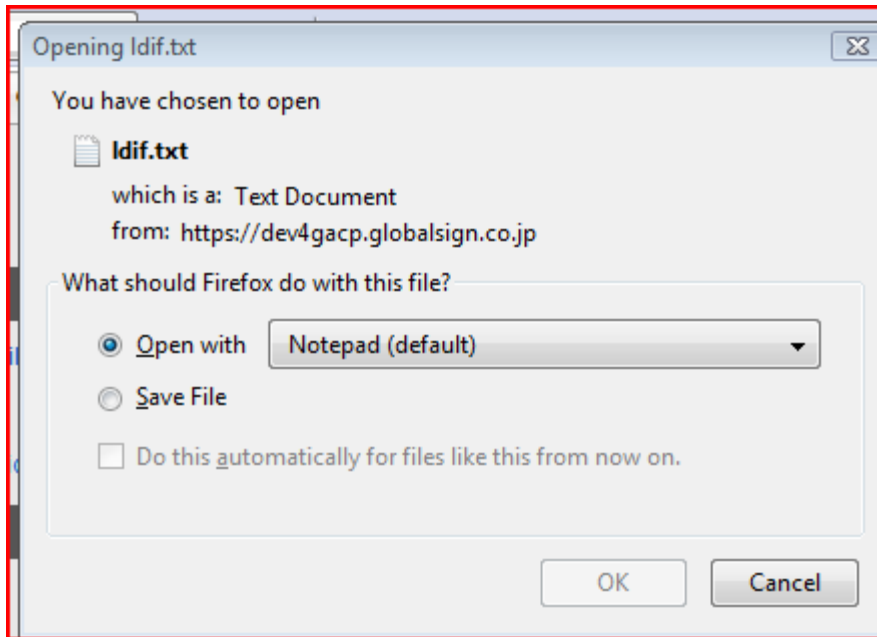 Opening ldif.txt
You have chosen to open
ldif.txt
which is a: Text Document
from: https://dev4gacp.globalsign.co.jp
What should Firefox do with this file?
Open with Notepad (default)
Save File
Do this automatically for files like this from now on.
OK Cancel